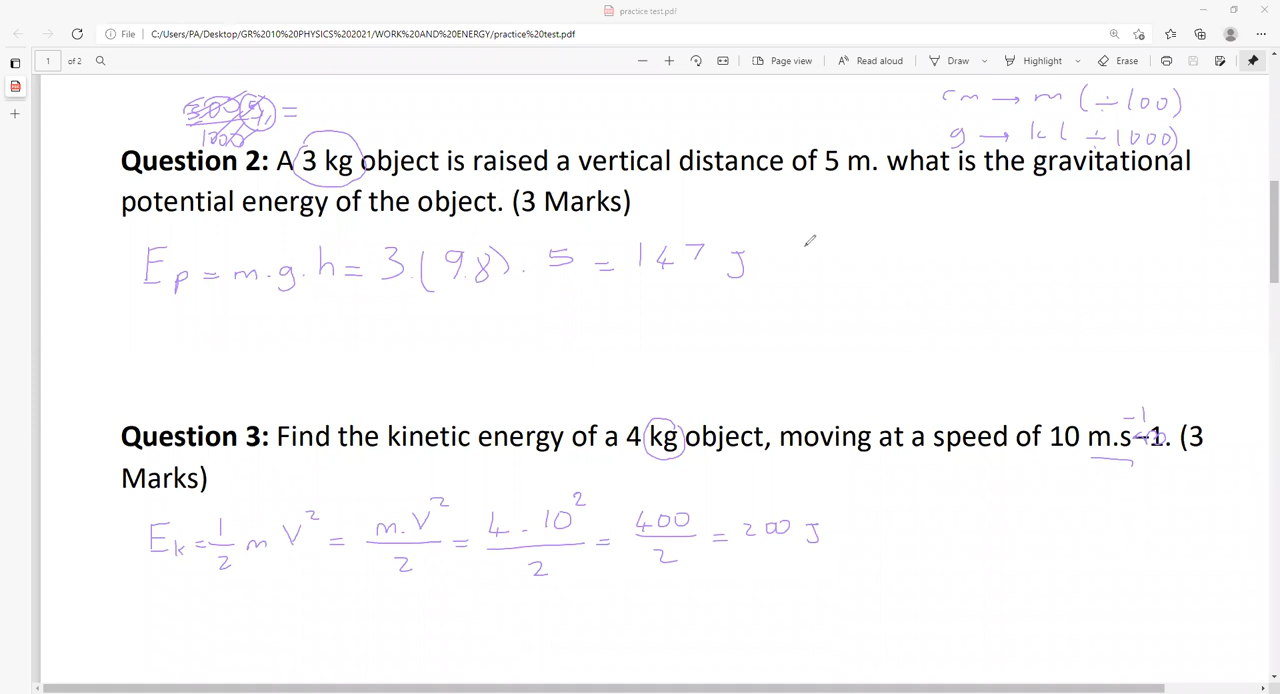 practice test.pdf
File
C:/Users/PA/Desktop/GR%2010%20PHYSICS%202021/WORK%20AND%20ENERGY/practice%20test.pdf
1 of 2
Page view
Read aloud
Draw
Highlight
Erase
cm → m (÷100)
=
1000
g → k ÷1000)
Question 2: A 3 kg object is raised a vertical distance of 5 m. what is the gravitational
potential energy of the object. (3 Marks)
Ep = m.g.h = 3.(9.8). 5 = 147 J
-1
Question 3: Find the kinetic energy of a 4 kg object, moving at a speed of 10 m.s–1. (3
Marks)
Ek = 1/2 m V² = m.V²/2 = 4.10²/2 = 400/2 = 200 J